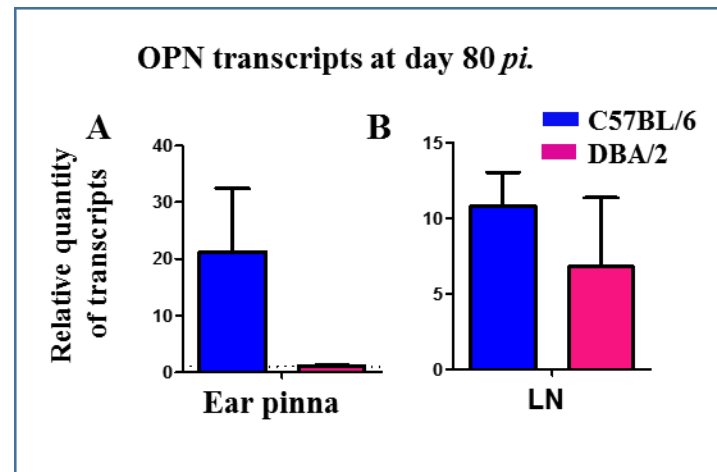 OPN transcripts at day 80 pi.
A
B
C57BL/6
DBA/2
Relative quantity
of transcripts
40
30
20
10
0
15
10
5
0
Ear pinna
LN